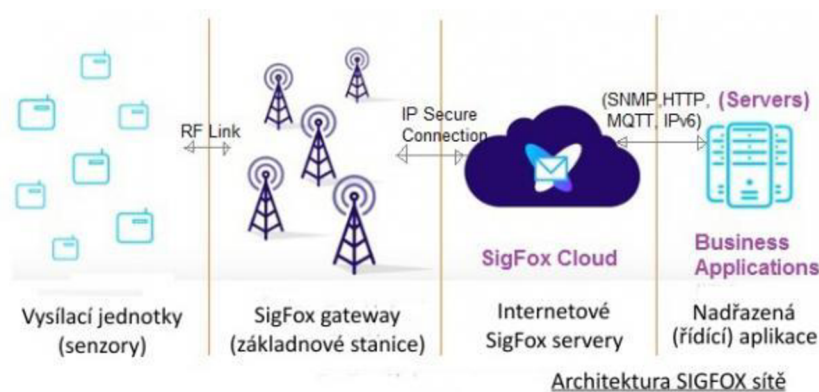 RF Link
IP Secure
Connection
(SNMP,HTTP,
MQTT, IPv6)
(Servers)
SigFox Cloud
Business
Applications
Vysílací jednotky
(senzory)
SigFox gateway
(základnové stanice)
Internetové
SigFox servery
Nadřazená
(řídící) aplikace
Architektura SIGFOX sítě